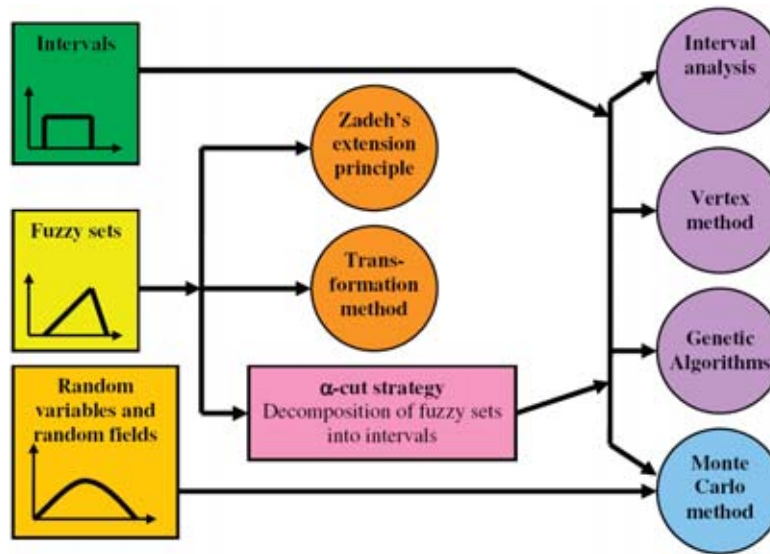 Intervals
Interval
analysis
Zadeh's
extension
principle
Vertex
method
Fuzzy sets
Trans-
formation
method
Genetic
Algorithms
Random
variables and
random fields
α-cut strategy
Decomposition of fuzzy sets
into intervals
Monte
Carlo
method